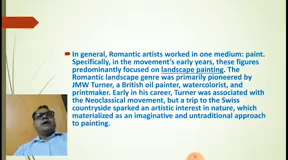 In general, Romantic artists worked in one medium: paint.
Specifically, in the movement's early years, these figures
predominantly focused on landscape painting. The
Romantic landscape genre was primarily pioneered by
JMW Turner, a British oil painter, watercolorist, and
printmaker. Early in his career, Turner was associated with
the Neoclassical movement, but a trip to the Swiss
countryside sparked an artistic interest in nature, which
materialized as an imaginative and untraditional approach
to painting.